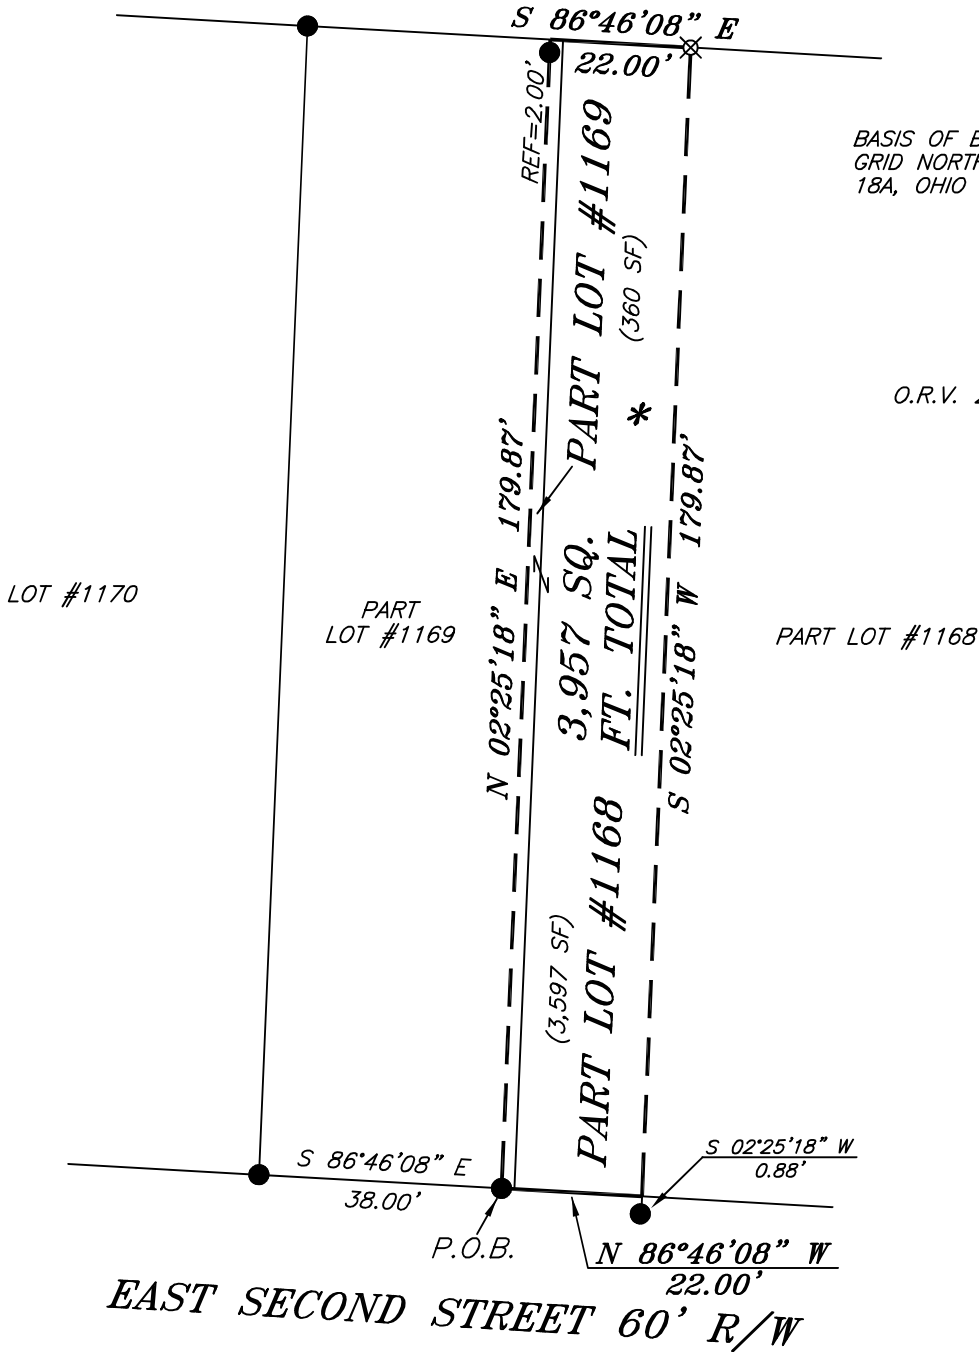 S 86°46'08" E
22.00'
REF=2.00'
PART LOT #1169
(360 SF)
*
BASIS OF
GRID
18A, OHIO
O.R.V.
N 02°25'18" E 179.87'
S 02°25'18" W 179.87'
3,957 SQ.
FT. TOTAL
LOT #1170
PART
LOT #1169
PART LOT #1168
PART LOT #1168
(3,597 SF)
S 86°46'08" E
38.00'
S 02°25'18" W
0.88'
P.O.B.
N 86°46'08" W
22.00'
EAST SECOND STREET 60' R/W